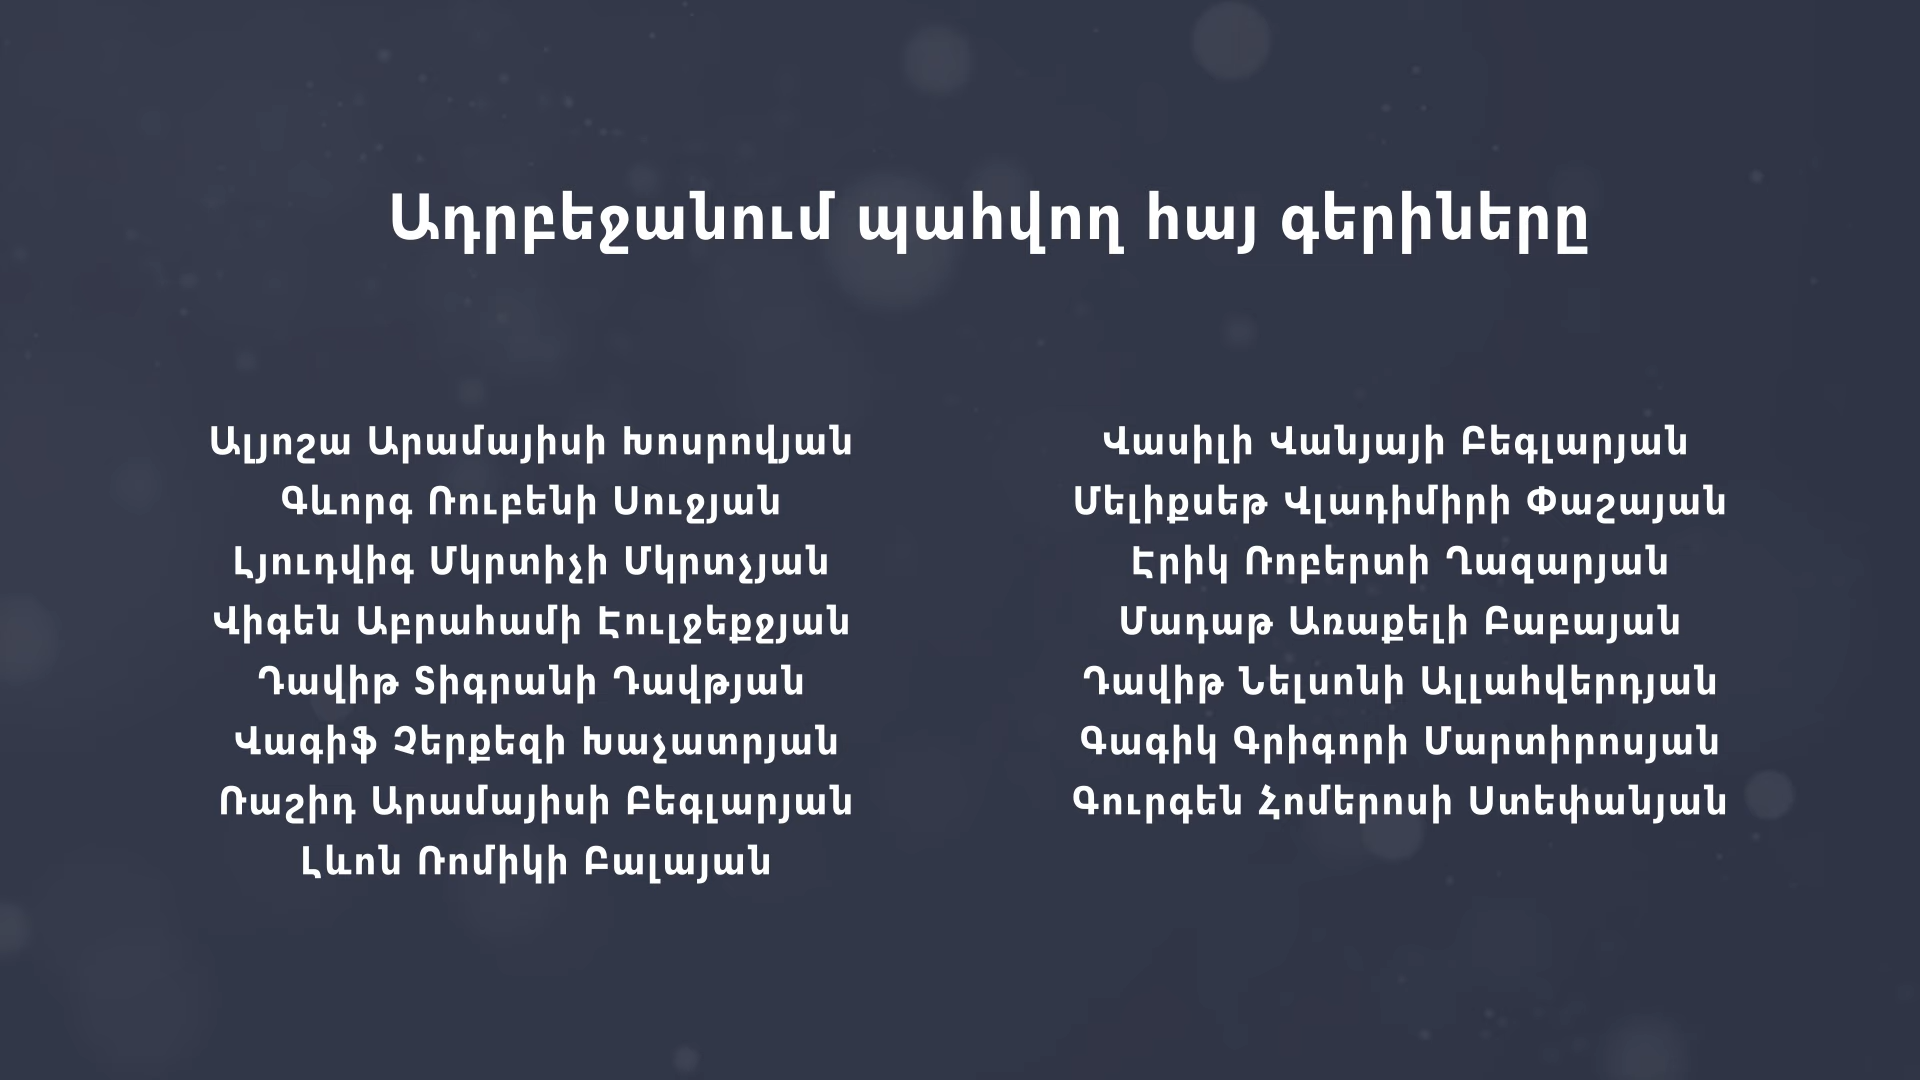 Ադրբեջանում պահվող հայ գերիները
Ալյոշա Արամայիսի Խոսրովյան
Գևորգ Ռուբենի Սուջյան
Լյուդվիգ Մկրտիչի Մկրտչյան
Վիգեն Աբրահամի Էուլջեքջյան
Դավիթ Տիգրանի Դավթյան
Վագիֆ Չերքեզի Խաչատրյան
Ռաշիդ Արամայիսի Բեգլարյան
Լևոն Ռոմիկի Բալայան
Վասիլի Վանյայի Բեգլարյան
Մելիքսեթ Վլադիմիրի Փաշայան
Էրիկ Ռոբերտի Ղազարյան
Մադաթ Առաքելի Բաբայան
Դավիթ Նելսոնի Ալլահվերդյան
Գագիկ Գրիգորի Մարտիրոսյան
Գուրգեն Հոմերոսի Ստեփանյան